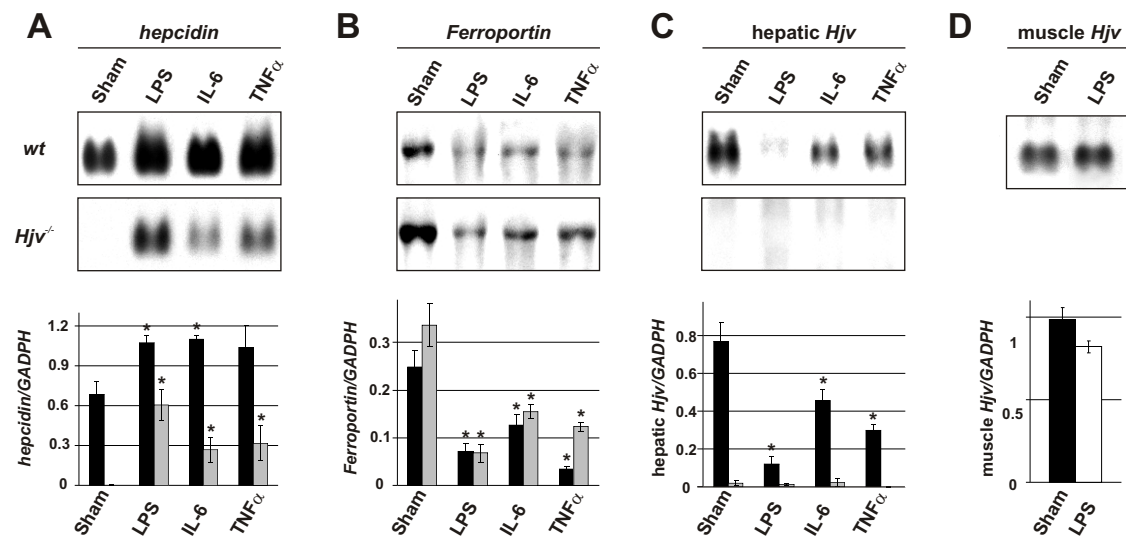 A
hepcidin
Sham LPS IL-6 TNFα
wt
Hjv-/-
hepcidin/GADPH
1.2
0.9
0.6
0.3
0
* * * * *
Sham LPS IL-6 TNFα
B
Ferroportin
Sham LPS IL-6 TNFα
Ferroportin/GADPH
0.3
0.2
0.1
0
* * * * * *
Sham LPS IL-6 TNFα
C
hepatic Hjv
Sham LPS IL-6 TNFα
hepatic Hjv/GADPH
0.8
0.6
0.4
0.2
0
* * *
Sham LPS IL-6 TNFα
D
muscle Hjv
Sham LPS
muscle Hjv/GADPH
1
0.5
0
Sham LPS